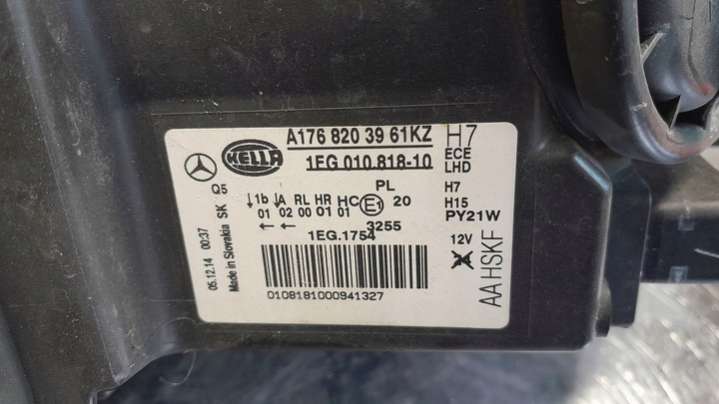 HELLA
A176 820 39 61KZ H7
1EG 010.818-10 ECE
LHD
Q5
PL
H7
↓1b ↓A RL HR HC E1 20 H15
01 02 00 01 01 PY21W
← ← 3255
1EG.1754 12V
AAHSKF
05.12.14 00:37
Made in Slovakia SK
0108181000941327